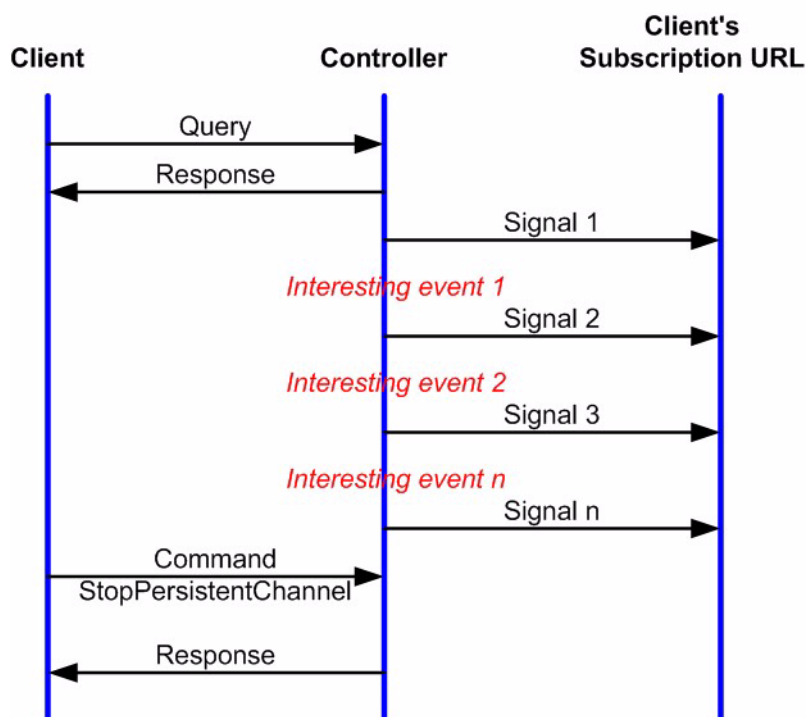 Client
Controller
Client's
Subscription URL
Query
Response
Signal 1
Interesting event 1
Signal 2
Interesting event 2
Signal 3
Interesting event n
Signal n
Command
StopPersistentChannel
Response